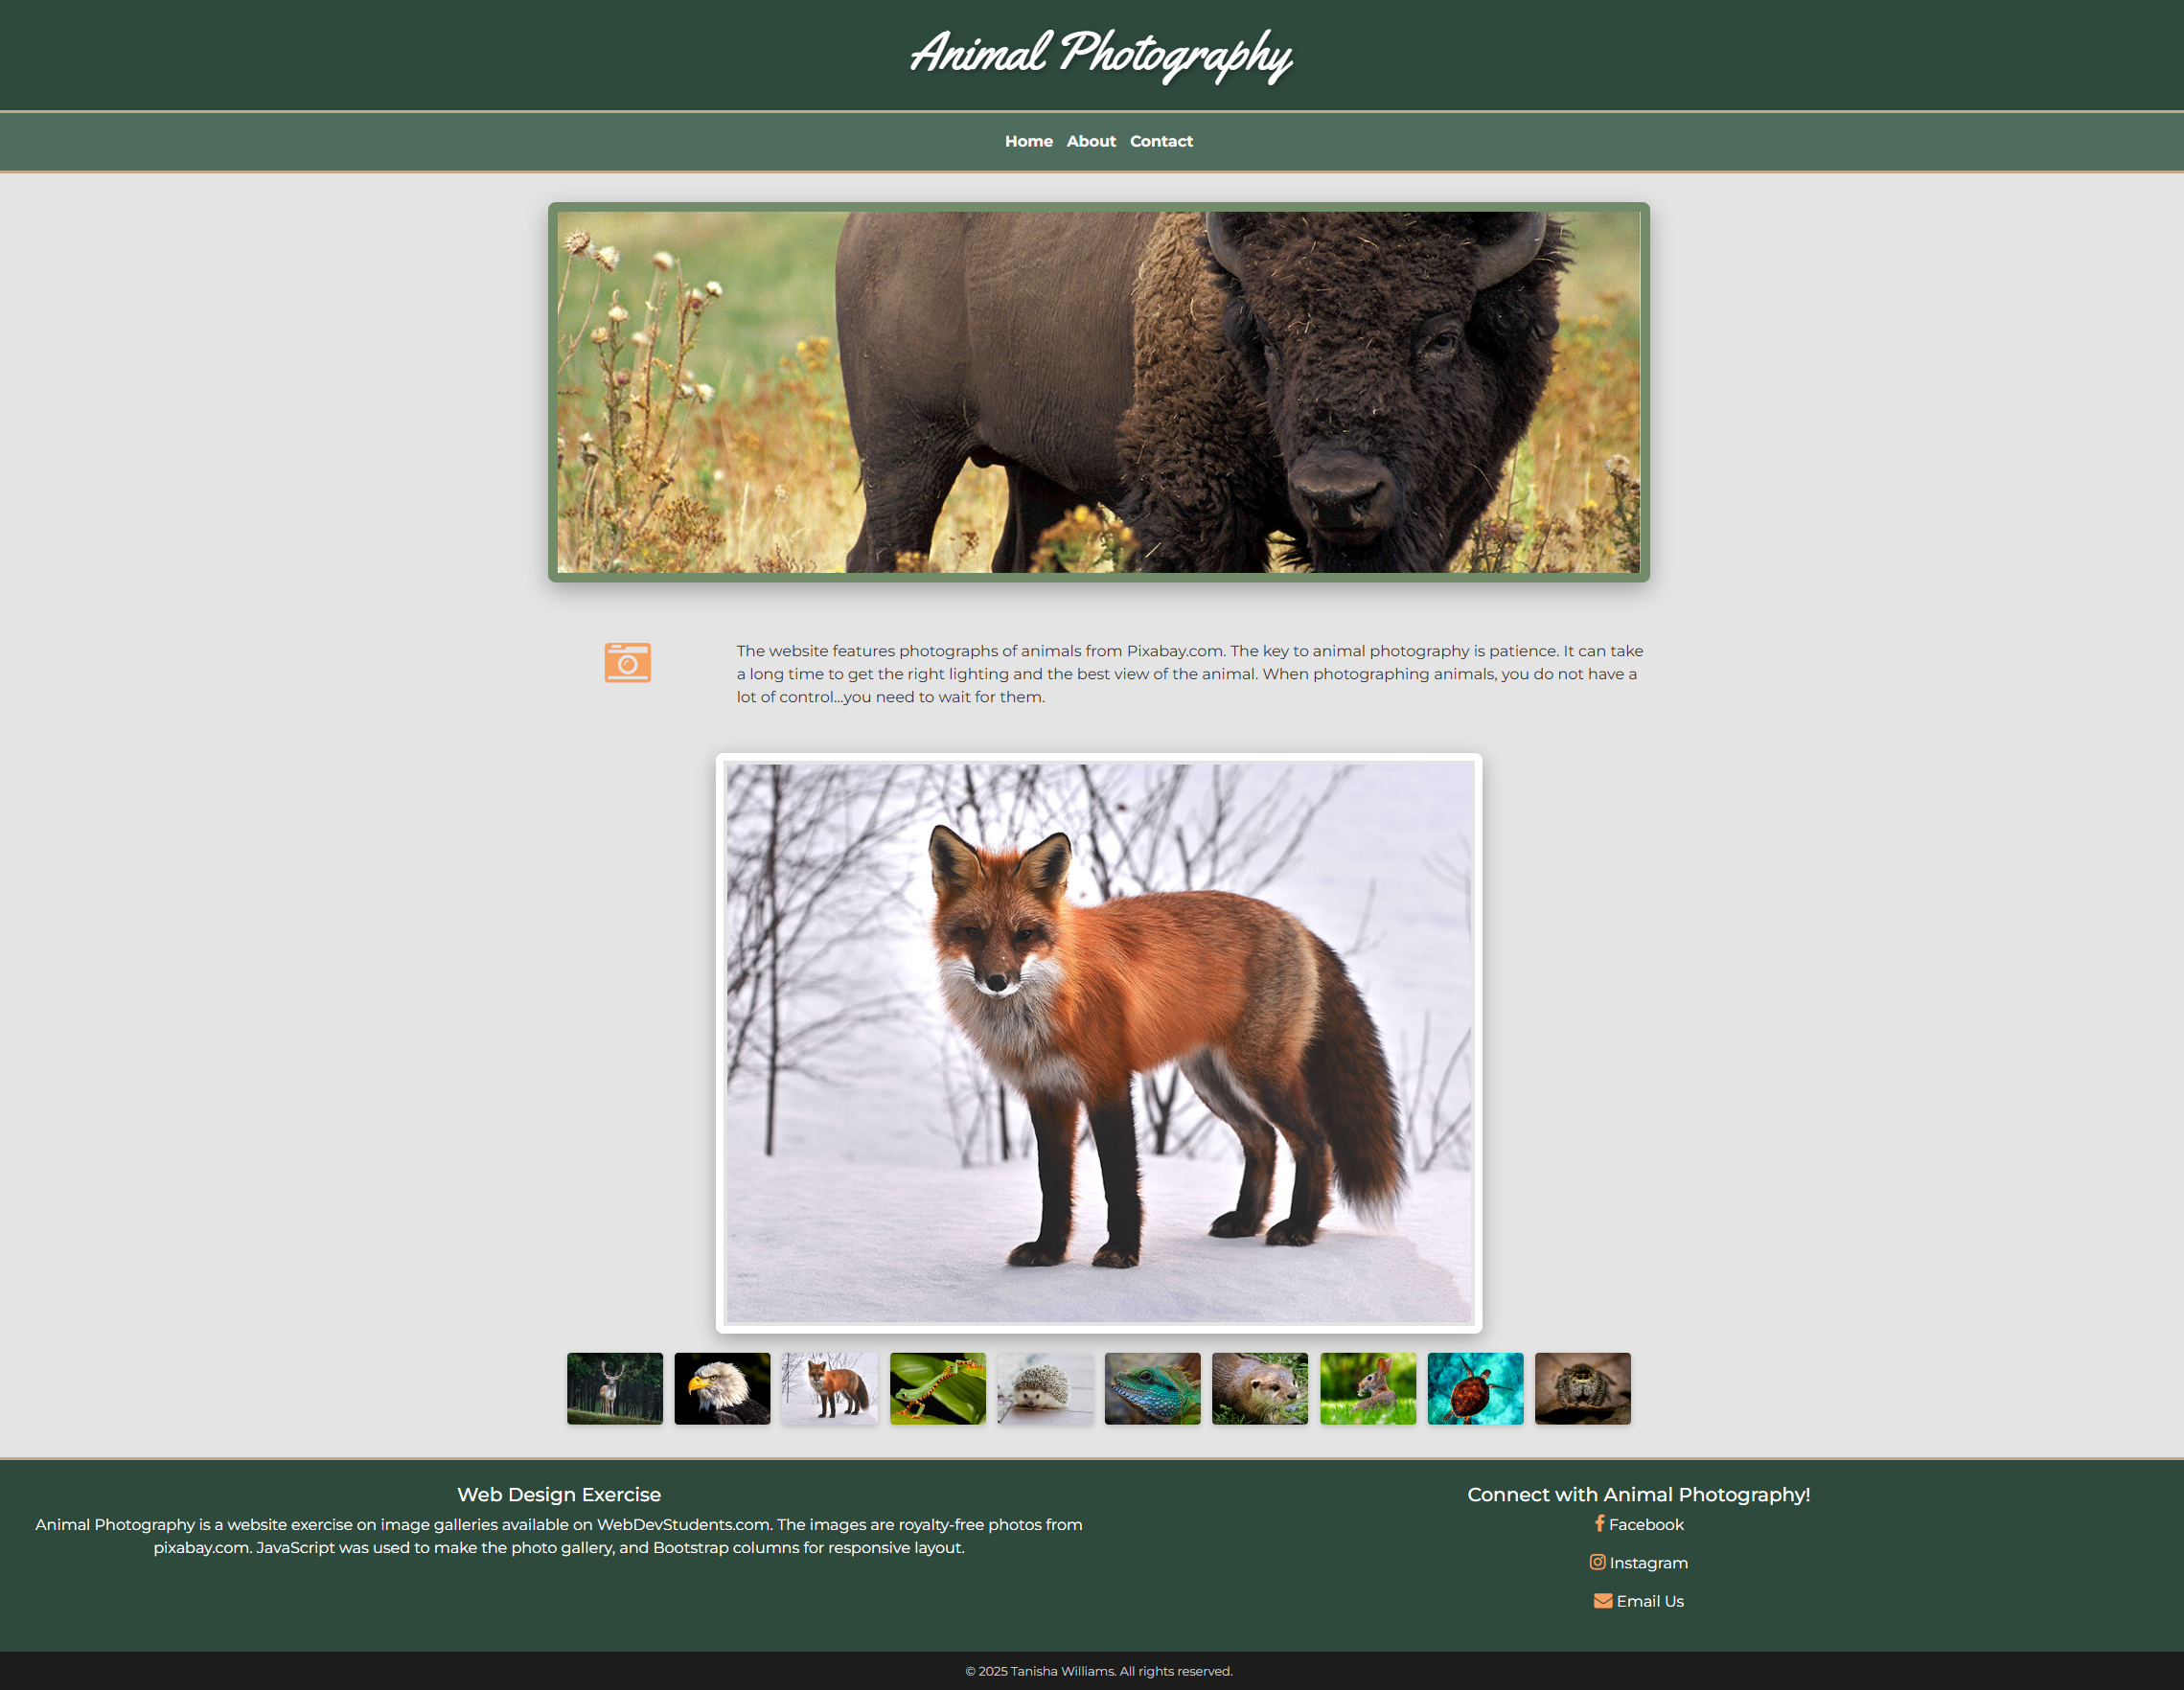 Animal Photography
Home About Contact
The website features photographs of animals from Pixabay.com. The key to animal photography is patience. It can take
a long time to get the right lighting and the best view of the animal. When photographing animals, you do not have a
lot of control...you need to wait for them.
Web Design Exercise
Animal Photography is a website exercise on image galleries available on WebDevStudents.com. The images are royalty-free photos from
pixabay.com. JavaScript was used to make the photo gallery, and Bootstrap columns for responsive layout.
Connect with Animal Photography!
Facebook
Instagram
Email Us
© 2025 Tanisha Williams. All rights reserved.